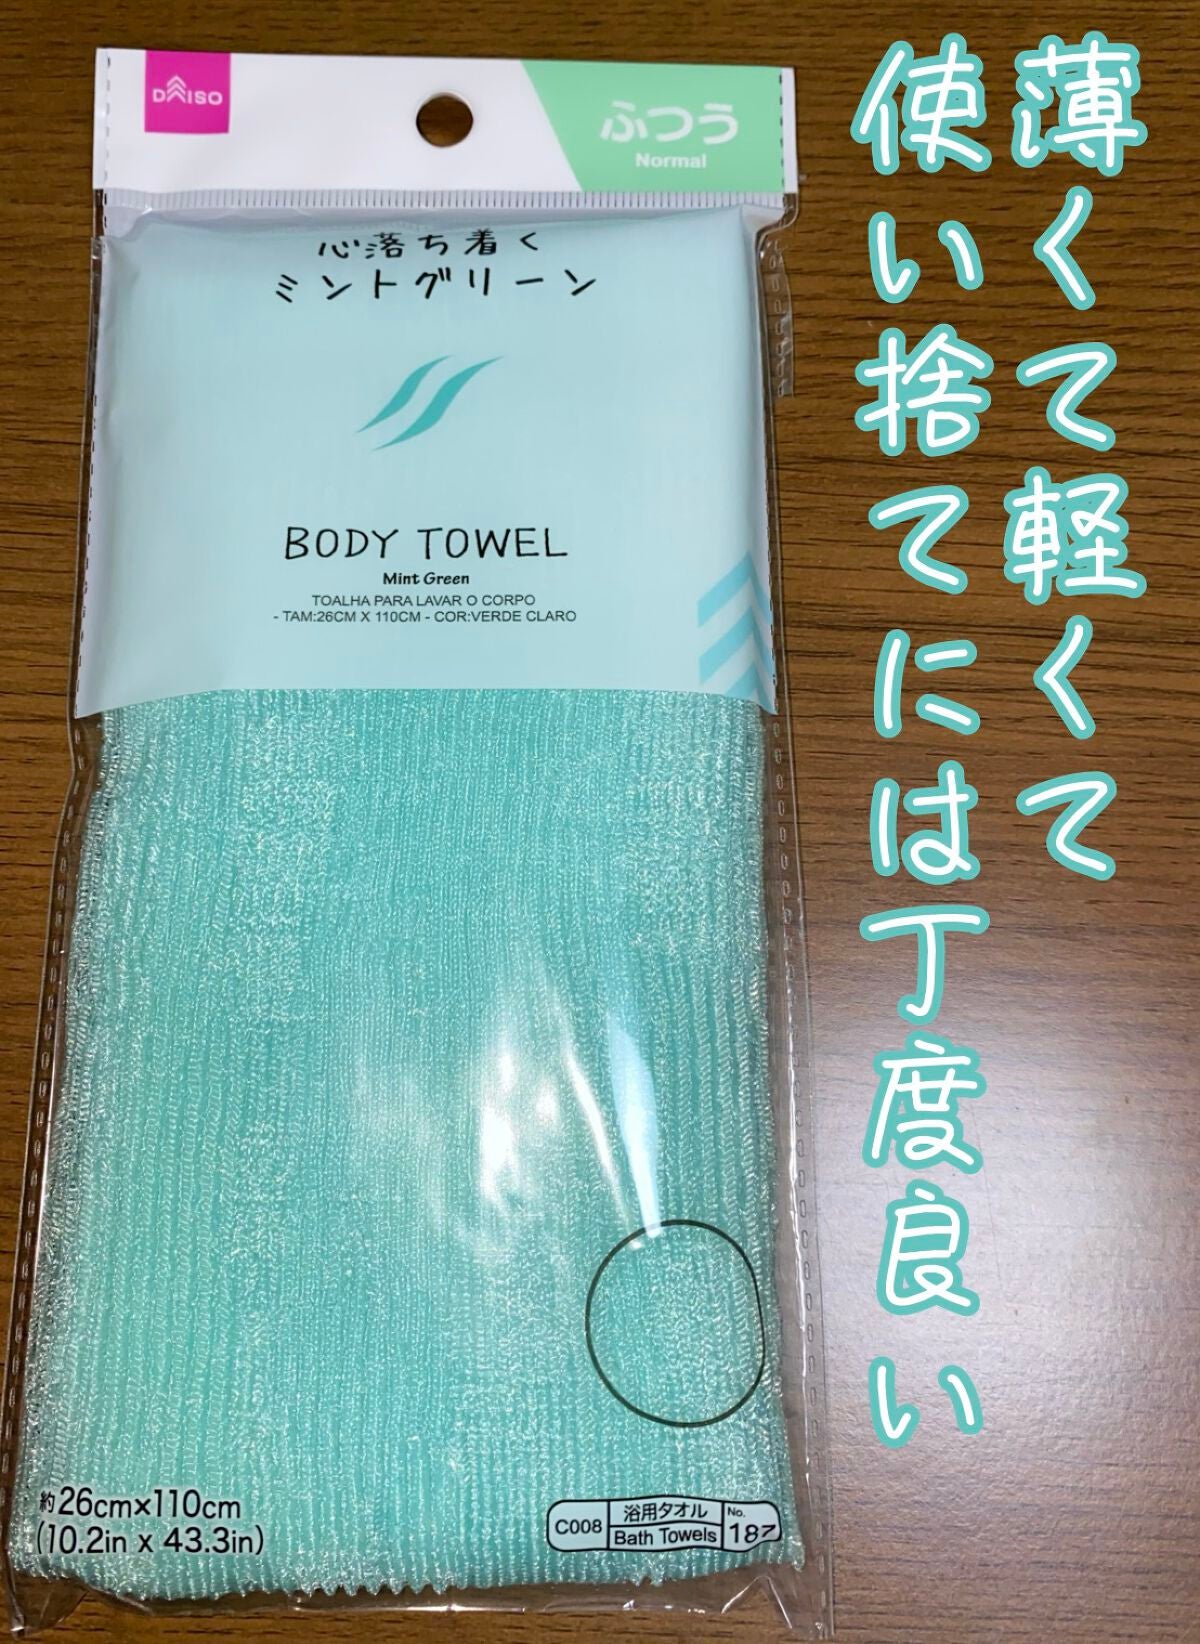 DAISO
ふつう
Normal
心落ち着く
ミントグリーン
BODY TOWEL
Mint Green
TOALHA PARA LAVAR O CORPO
- TAM:26CM X 110CM - COR:VERDE CLARO
約26cm×110cm
(10.2in x 43.3in)
C008
浴用タオル
Bath Towels
No.
187
薄くて軽くて
使い捨てには丁度良い